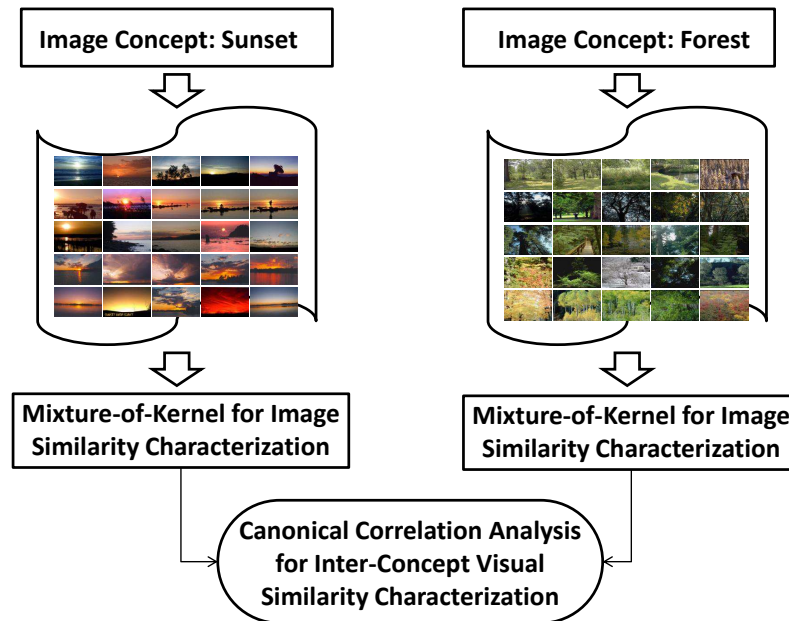 Image Concept: Sunset
Image Concept: Forest
Mixture-of-Kernel for Image
Similarity Characterization
Mixture-of-Kernel for Image
Similarity Characterization
Canonical Correlation Analysis
for Inter-Concept Visual
Similarity Characterization